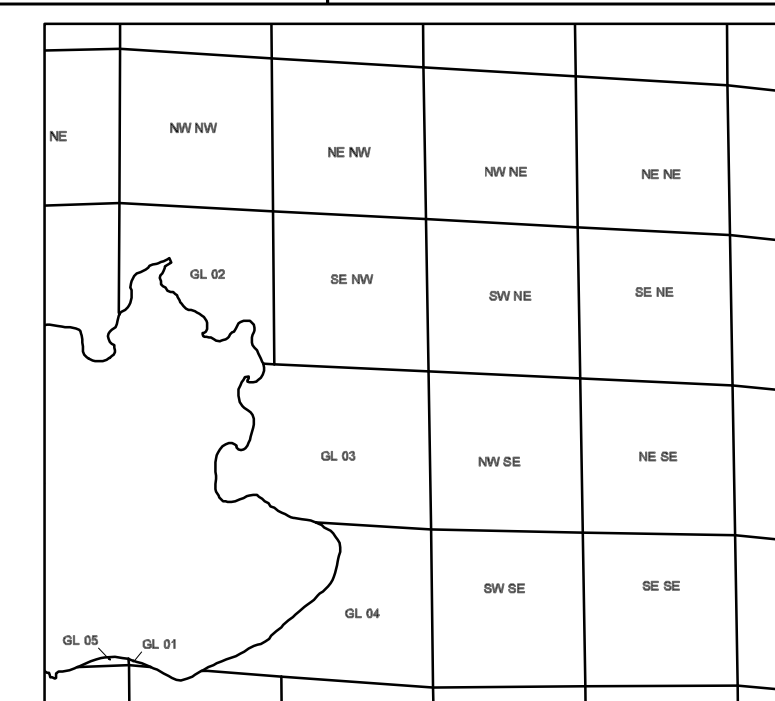 NE
NW NW
NE NW
NW NE
NE NE
GL 02
SE NW
SW NE
SE NE
GL 03
NW SE
NE SE
GL 04
SW SE
SE SE
GL 05
GL 01